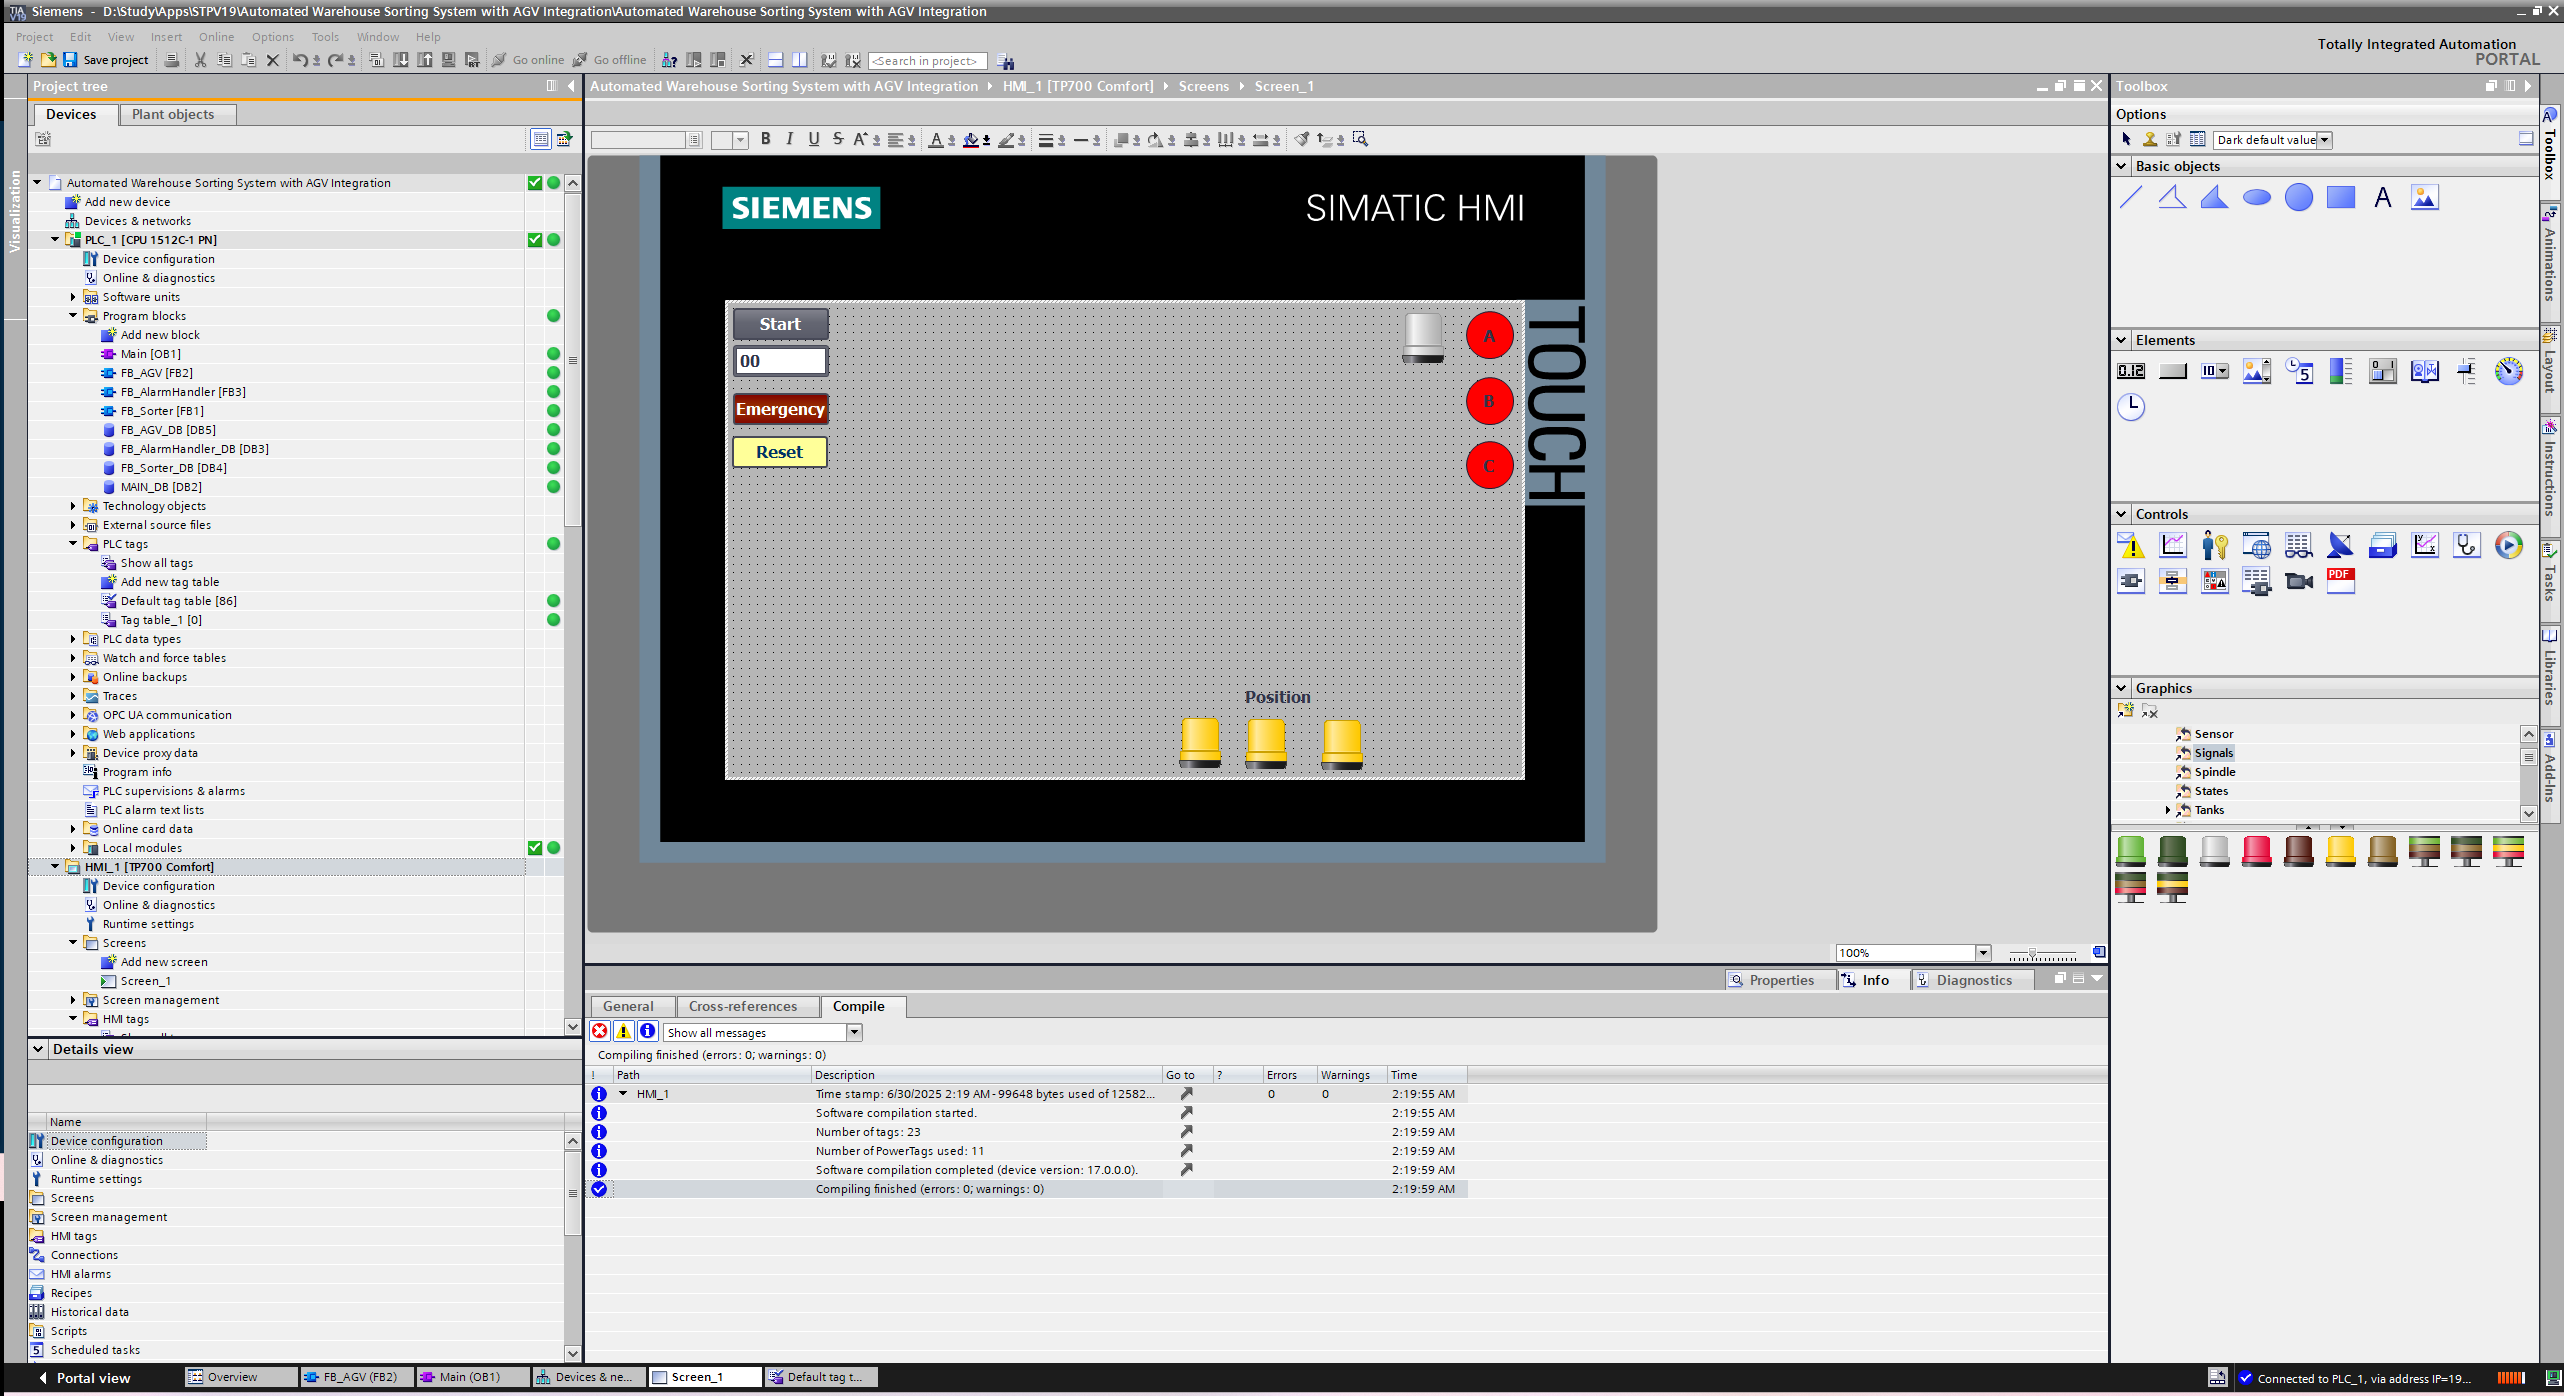 Siemens - D:\Study\Apps\STPV19\Automated Warehouse Sorting System with AGV Integration\Automated Warehouse Sorting System with AGV Integration
Project Edit View Insert Online Options Tools Window Help
Totally Integrated Automation
PORTAL
Save project
Go online
Go offline
<Search in project>
Project tree
Devices
Plant objects
Visualization
Automated Warehouse Sorting System with AGV Integration
Add new device
Devices & networks
PLC_1 [CPU 1512C-1 PN]
Device configuration
Online & diagnostics
Software units
Program blocks
Add new block
Main [OB1]
FB_AGV [FB2]
FB_AlarmHandler [FB3]
FB_Sorter [FB1]
FB_AGV_DB [DB5]
FB_AlarmHandler_DB [DB3]
FB_Sorter_DB [DB4]
MAIN_DB [DB2]
Technology objects
External source files
PLC tags
Show all tags
Add new tag table
Default tag table [86]
Tag table_1 [0]
PLC data types
Watch and force tables
Online backups
Traces
OPC UA communication
Web applications
Device proxy data
Program info
PLC supervisions & alarms
PLC alarm text lists
Online card data
Local modules
HMI_1 [TP700 Comfort]
Device configuration
Online & diagnostics
Runtime settings
Screens
Add new screen
Screen_1
Screen management
HMI tags
Details view
Name
Device configuration
Online & diagnostics
Runtime settings
Screens
Screen management
HMI tags
Connections
HMI alarms
Recipes
Historical data
Scripts
Scheduled tasks
Automated Warehouse Sorting System with AGV Integration HMI_1 [TP700 Comfort] Screens Screen_1
SIEMENS
SIMATIC HMI
TOUCH
Start
00
Emergency
Reset
A
B
C
Position
100%
Properties
Info
Diagnostics
General
Cross-references
Compile
Show all messages
Compiling finished (errors: 0; warnings: 0)
! Path Description Go to ? Errors Warnings Time
HMI_1 Time stamp: 6/30/2025 2:19 AM - 99648 bytes used of 12582... 0 0 2:19:55 AM
Software compilation started. 2:19:55 AM
Number of tags: 23 2:19:59 AM
Number of PowerTags used: 11 2:19:59 AM
Software compilation completed (device version: 17.0.0.0). 2:19:59 AM
Compiling finished (errors: 0; warnings: 0) 2:19:59 AM
Toolbox
Options
Dark default value
Basic objects
A
Elements
0.12
10
5
Controls
PDF
Graphics
Sensor
Signals
Spindle
States
Tanks
Toolbox
Animations
Layout
Instructions
Tasks
Libraries
Add-Ins
Portal view
Overview
FB_AGV (FB2)
Main (OB1)
Devices & ne...
Screen_1
Default tag t...
Connected to PLC_1, via address IP=19...